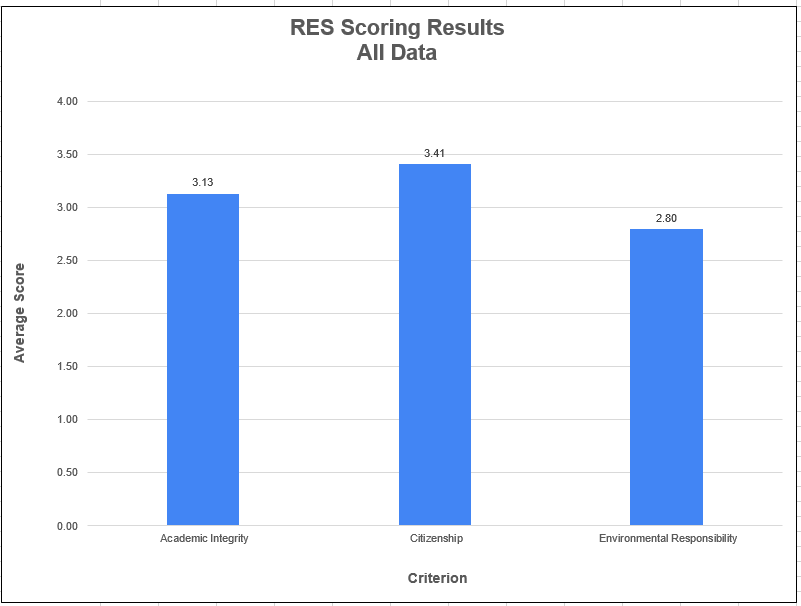 RES Scoring Results
All Data
4.00
3.50
3.00
2.50
2.00
1.50
1.00
0.50
0.00
Average Score
3.13
3.41
2.80
Academic Integrity
Citizenship
Environmental Responsibility
Criterion